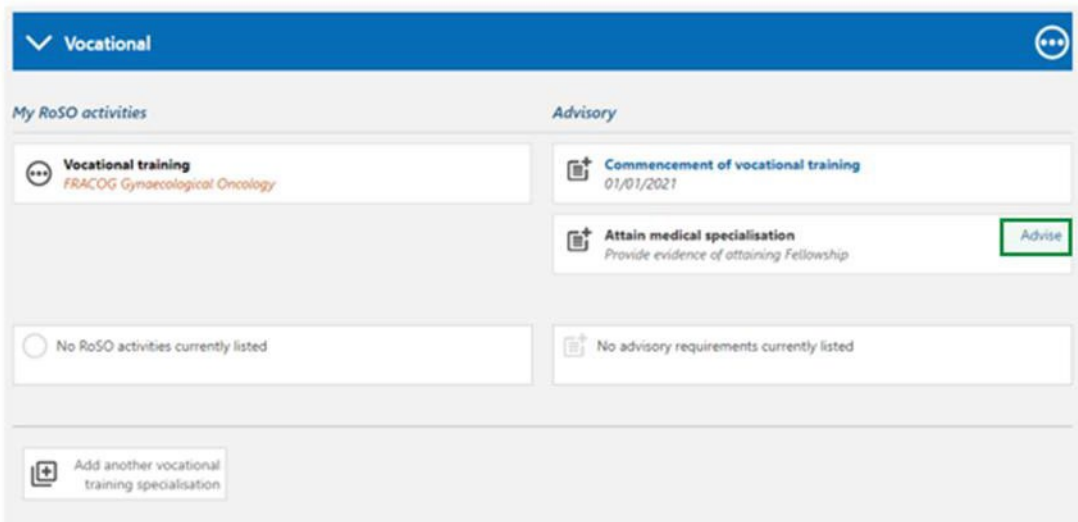 Vocational
My RoSO activities
Advisory
Vocational training
FRACOG Gynaecological Oncology
Commencement of vocational training
01/01/2021
Attain medical specialisation
Advise
Provide evidence of attaining Fellowship
No RoSO activities currently listed
No advisory requirements currently listed
Add another vocational
training specialisation